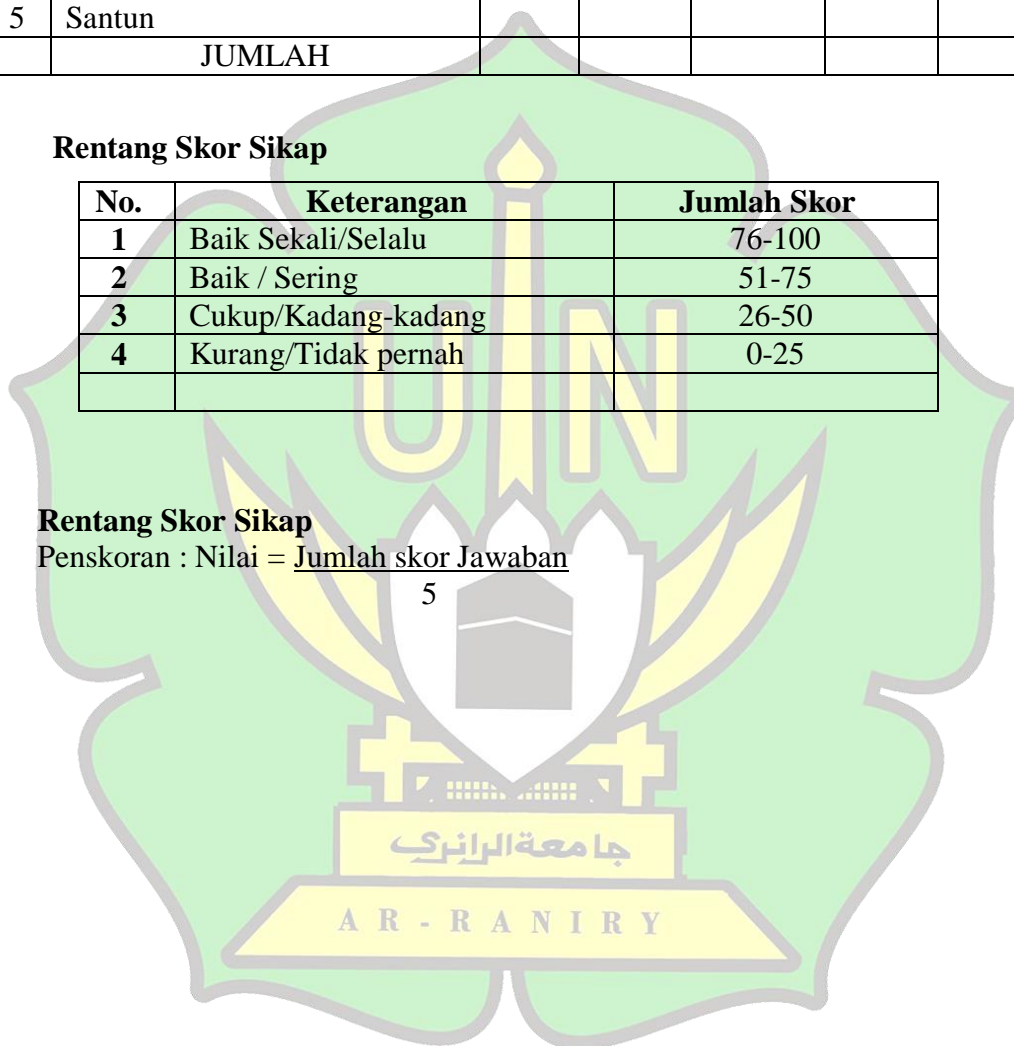 5 Santun
JUMLAH
Rentang Skor Sikap
No. Keterangan Jumlah Skor
1 Baik Sekali/Selalu 76-100
2 Baik / Sering 51-75
3 Cukup/Kadang-kadang 26-50
4 Kurang/Tidak pernah 0-25
UIN
Rentang Skor Sikap
Penskoran : Nilai = Jumlah skor Jawaban
5
جامعةالرانري
AR-RANIRY